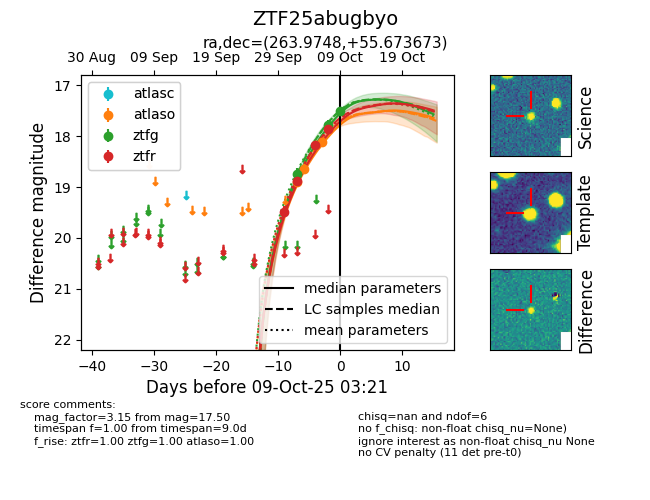 ZTF25abugbyo
ra,dec=(263.9748,+55.673673)
30 Aug 09 Sep 19 Sep 29 Sep 09 Oct 19 Oct
17
18
19
20
21
22
Difference magnitude
atlasc
atlaso
ztfg
ztfr
median parameters
LC samples median
mean parameters
−40 −30 −20 −10 0 10
Days before 09-Oct-25 03:21
Science
Template
Difference
score comments:
mag_factor=3.15 from mag=17.50
timespan f=1.00 from timespan=9.0d
f_rise: ztfr=1.00 ztfg=1.00 atlaso=1.00
chisq=nan and ndof=6
no f_chisq: non-float chisq_nu=None)
ignore interest as non-float chisq_nu None
no CV penalty (11 det pre-t0)